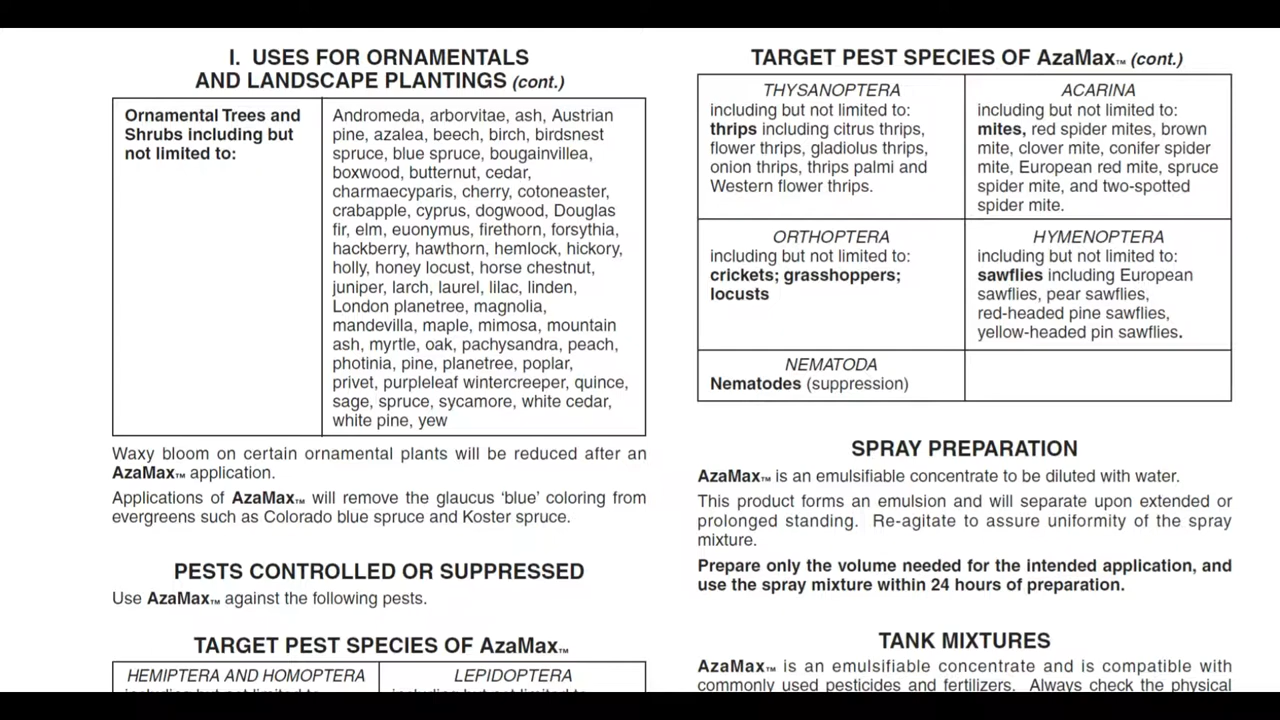 I. USES FOR ORNAMENTALS
AND LANDSCAPE PLANTINGS (cont.)
Ornamental Trees and
Shrubs including but
not limited to:
Andromeda, arborvitae, ash, Austrian
pine, azalea, beech, birch, birdsnest
spruce, blue spruce, bougainvillea,
boxwood, butternut, cedar,
charmaecyparis, cherry, cotoneaster,
crabapple, cyprus, dogwood, Douglas
fir, elm, euonymus, firethorn, forsythia,
hackberry, hawthorn, hemlock, hickory,
holly, honey locust, horse chestnut,
juniper, larch, laurel, lilac, linden,
London planetree, magnolia,
mandevilla, maple, mimosa, mountain
ash, myrtle, oak, pachysandra, peach,
photinia, pine, planetree, poplar,
privet, purpleleaf wintercreeper, quince,
sage, spruce, sycamore, white cedar,
white pine, yew
Waxy bloom on certain ornamental plants will be reduced after an
AzaMax™ application.
Applications of AzaMax™ will remove the glaucus ‘blue’ coloring from
evergreens such as Colorado blue spruce and Koster spruce.
PESTS CONTROLLED OR SUPPRESSED
Use AzaMax™ against the following pests.
TARGET PEST SPECIES OF AzaMax™
HEMIPTERA AND HOMOPTERA
including but not limited to
LEPIDOPTERA
including but not limited to
TARGET PEST SPECIES OF AzaMax™ (cont.)
THYSANOPTERA
including but not limited to:
thrips including citrus thrips,
flower thrips, gladiolus thrips,
onion thrips, thrips palmi and
Western flower thrips.
ACARINA
including but not limited to:
mites, red spider mites, brown
mite, clover mite, conifer spider
mite, European red mite, spruce
spider mite, and two-spotted
spider mite.
ORTHOPTERA
including but not limited to:
crickets; grasshoppers;
locusts
HYMENOPTERA
including but not limited to:
sawflies including European
sawflies, pear sawflies,
red-headed pine sawflies,
yellow-headed pin sawflies.
NEMATODA
Nematodes (suppression)
SPRAY PREPARATION
AzaMax™ is an emulsifiable concentrate to be diluted with water.
This product forms an emulsion and will separate upon extended or
prolonged standing. Re-agitate to assure uniformity of the spray
mixture.
Prepare only the volume needed for the intended application, and
use the spray mixture within 24 hours of preparation.
TANK MIXTURES
AzaMax™ is an emulsifiable concentrate and is compatible with
commonly used pesticides and fertilizers. Always check the physical